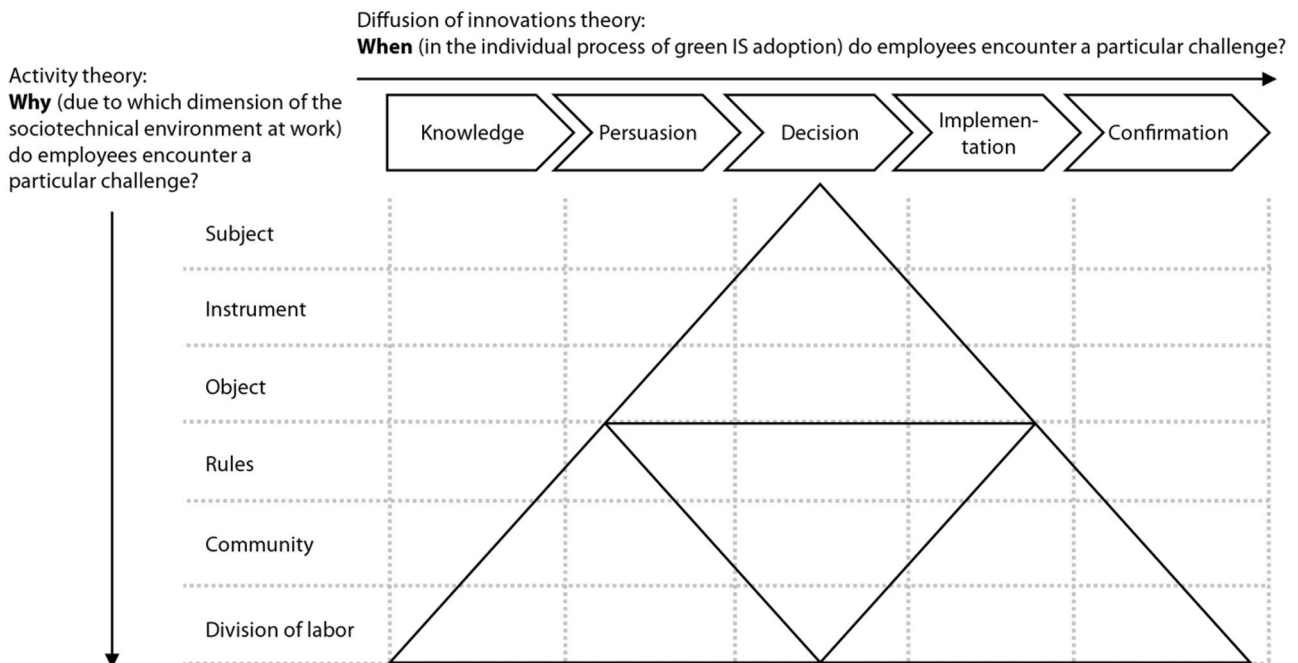 Diffusion of innovations theory:
When (in the individual process of green IS adoption) do employees encounter a particular challenge?
Activity theory:
Why (due to which dimension of the
sociotechnical environment at work)
do employees encounter a
particular challenge?
Knowledge
Persuasion
Decision
Implemen-
tation
Confirmation
Subject
Instrument
Object
Rules
Community
Division of labor